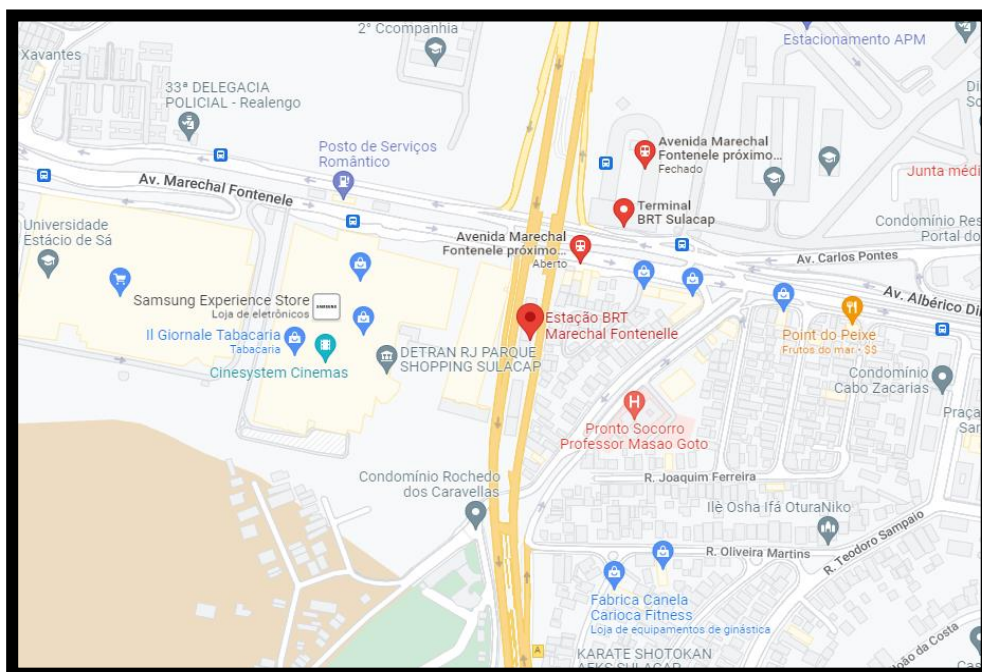 2° Ccompanhia
Estacionamento APM
Xavantes
33ª DELEGACIA
POLICIAL - Realengo
Posto de Serviços
Romântico
Avenida Marechal
Fontenele próximo...
Fechado
Junta médi
Av. Marechal Fontenele
Terminal
BRT Sulacap
Universidade
Estácio de Sá
Avenida Marechal
Fontenele próximo...
Aberto
Condomínio Res
Portal do
Av. Carlos Pontes
Av. Albérico Di
Samsung Experience Store
Loja de eletrônicos
SAMSUNG
Il Giornale Tabacaria
Tabacaria
Cinesystem Cinemas
DETRAN RJ PARQUE
SHOPPING SULACAP
Estação BRT
Marechal Fontenelle
Point do Peixe
Frutos do mar • $$
Condomínio
Cabo Zacarias
Praça
Sar
H
Pronto Socorro
Professor Masao Goto
Condomínio Rochedo
dos Caravellas
R. Joaquim Ferreira
Ilè Osha Ifá OturaNiko
R. Oliveira Martins
R. Teodoro Sampaio
Fabrica Canela
Carioca Fitness
Loja de equipamentos de ginástica
A
KARATE SHOTOKAN
oão da Costa